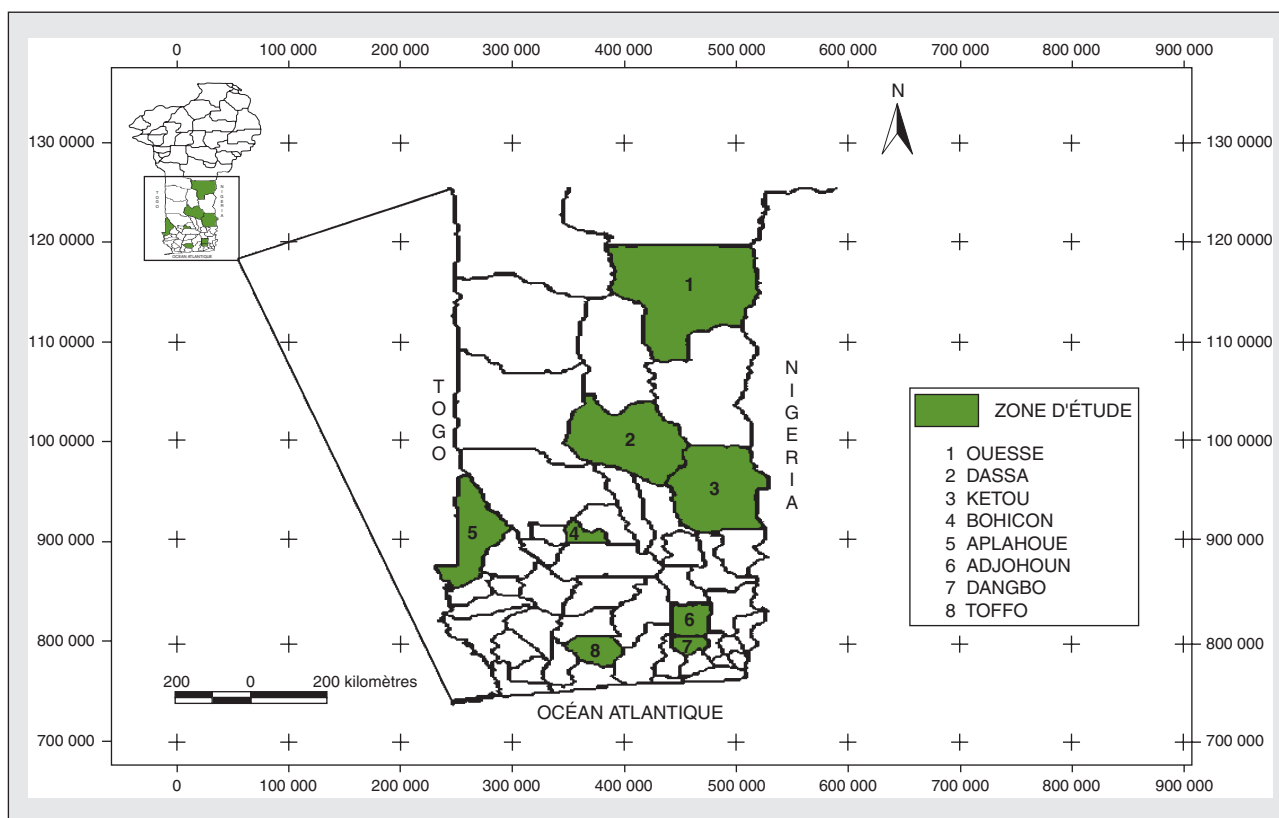 0 100 000 200 000 300 000 400 000 500 000 600 000 700 000 800 000 900 000
N
130 0000 130 0000
TOGO
NIGERIA
OCÉAN ATLANTIQUE
120 0000 120 0000
1
110 0000 110 0000
TOGO
NIGERIA
ZONE D'ÉTUDE
1 OUESSE
2 DASSA
3 KETOU
4 BOHICON
5 APLAHOUE
6 ADJOHOUN
7 DANGBO
8 TOFFO
100 0000 100 0000
2
3
5
4
900 000 900 000
6
800 000 800 000
7
8
200 0 200 kilomètres
OCÉAN ATLANTIQUE
700 000 700 000
0 100 000 200 000 300 000 400 000 500 000 600 000 700 000 800 000 900 000